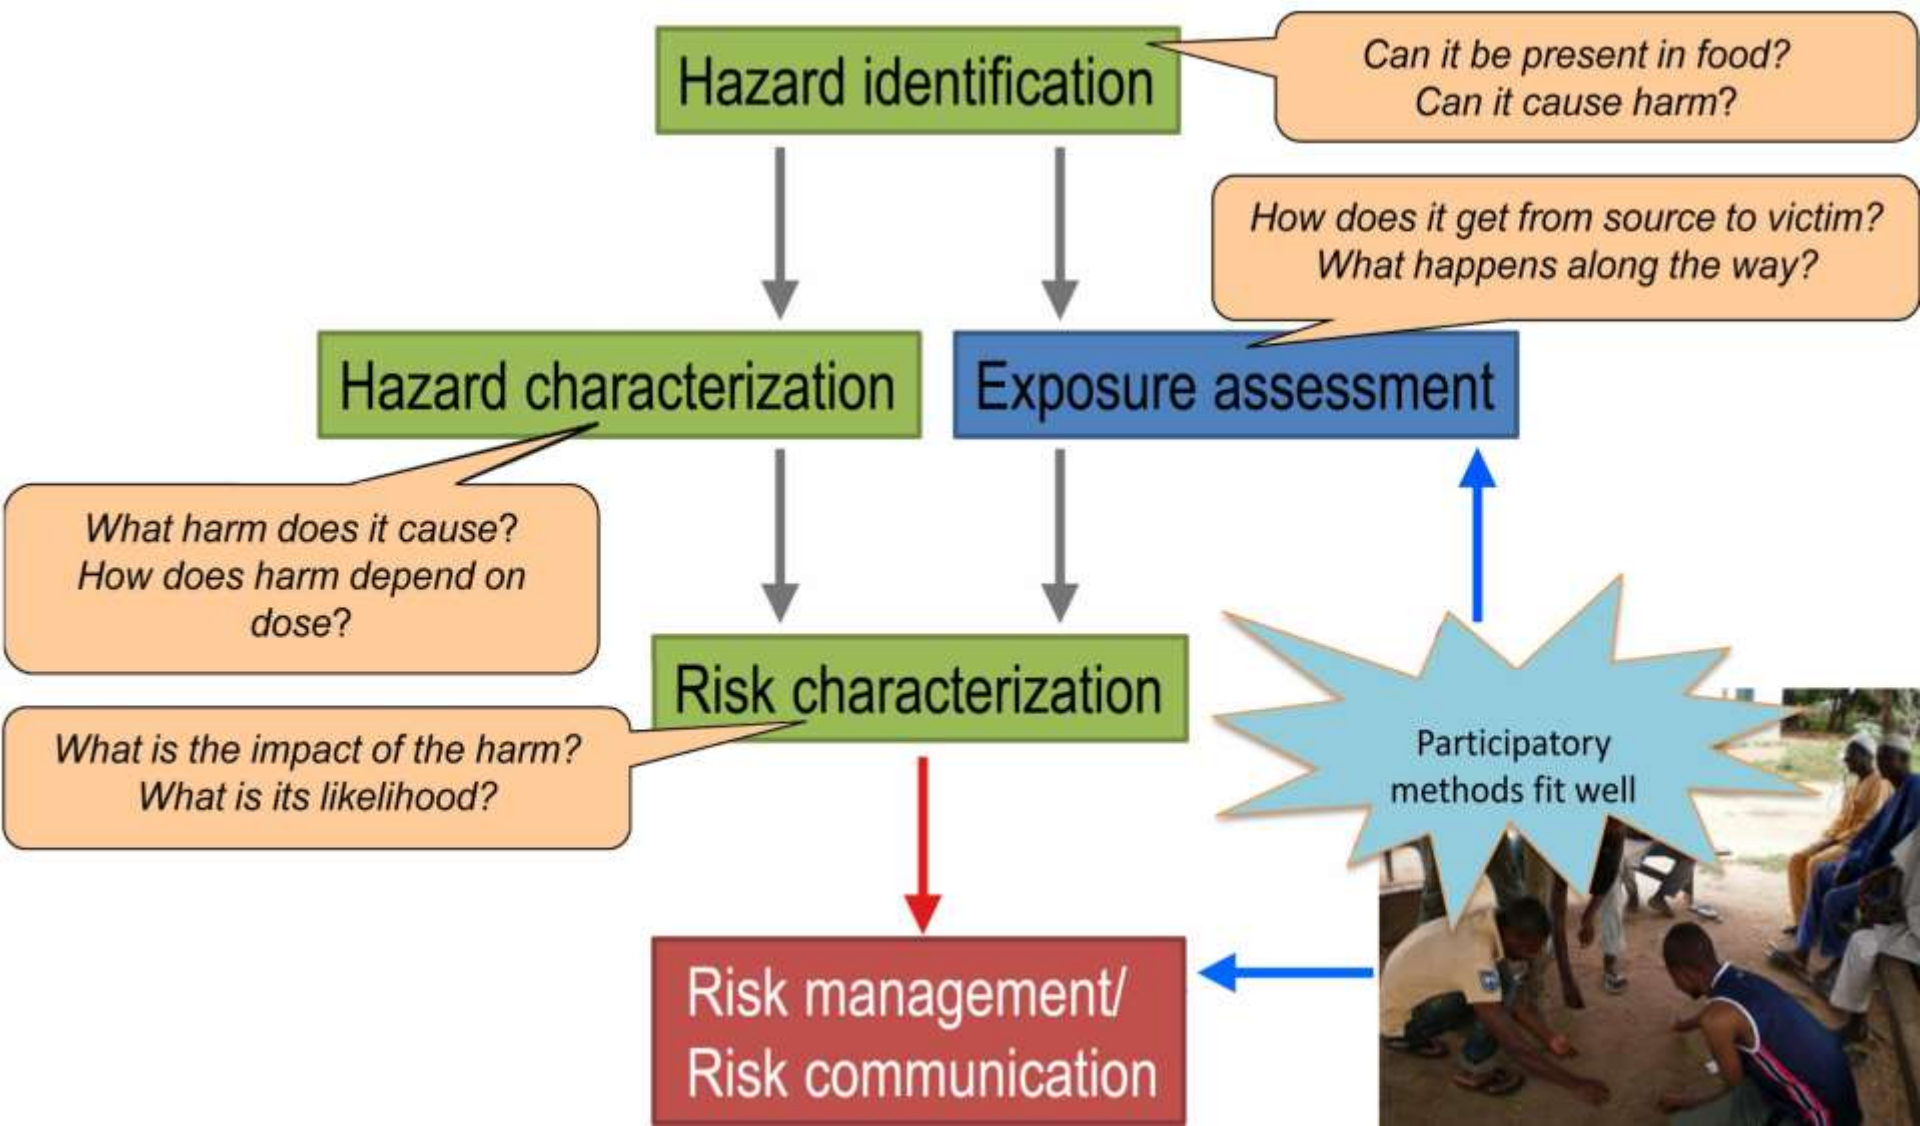 Hazard identification
Can it be present in food?
Can it cause harm?
How does it get from source to victim?
What happens along the way?
Hazard characterization
Exposure assessment
What harm does it cause?
How does harm depend on
dose?
Risk characterization
What is the impact of the harm?
What is its likelihood?
Participatory
methods fit well
Risk management/
Risk communication